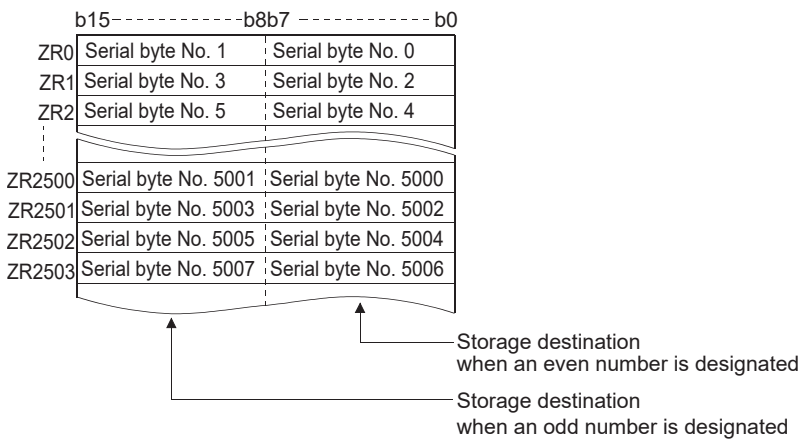 b15 b8b7 b0
ZR0 Serial byte No. 1 Serial byte No. 0
ZR1 Serial byte No. 3 Serial byte No. 2
ZR2 Serial byte No. 5 Serial byte No. 4
ZR2500 Serial byte No. 5001 Serial byte No. 5000
ZR2501 Serial byte No. 5003 Serial byte No. 5002
ZR2502 Serial byte No. 5005 Serial byte No. 5004
ZR2503 Serial byte No. 5007 Serial byte No. 5006
Storage destination
when an even number is designated
Storage destination
when an odd number is designated